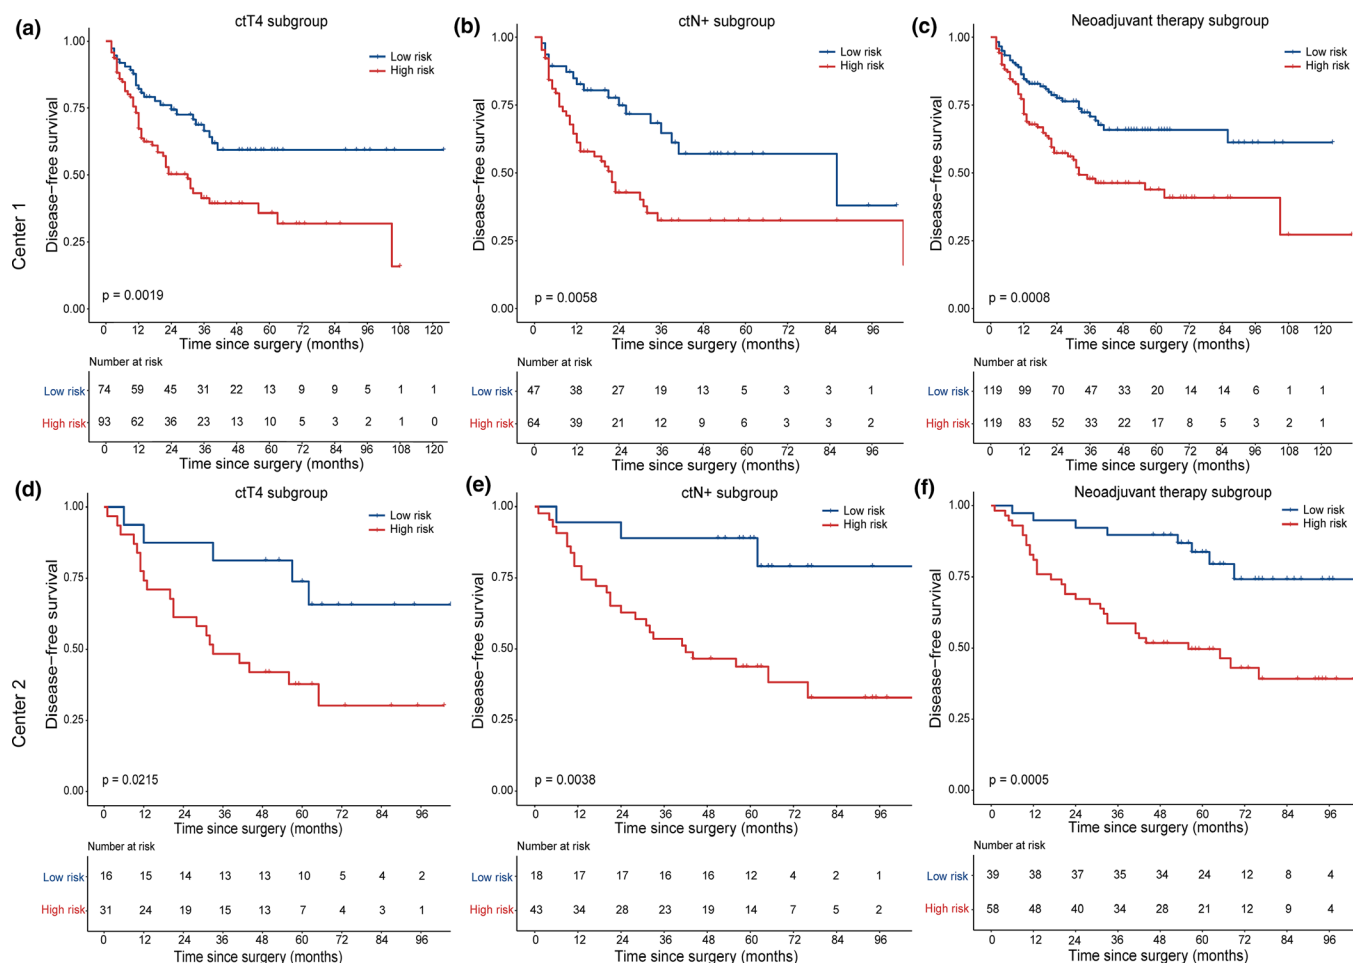 (a)
ctT4 subgroup
Low risk
High risk
1.00
0.75
0.50
0.25
0.00
Disease−free survival
Center 1
p = 0.0019
0 12 24 36 48 60 72 84 96 108 120
Time since surgery (months)
Number at risk
Low risk 74 59 45 31 22 13 9 9 5 1 1
High risk 93 62 36 23 13 10 5 3 2 1 0
0 12 24 36 48 60 72 84 96 108 120
Time since surgery (months)
(b)
ctN+ subgroup
Low risk
High risk
1.00
0.75
0.50
0.25
0.00
Disease−free survival
p = 0.0058
0 12 24 36 48 60 72 84 96
Time since surgery (months)
Number at risk
Low risk 47 38 27 19 13 5 3 3 1
High risk 64 39 21 12 9 6 3 3 2
0 12 24 36 48 60 72 84 96
Time since surgery (months)
(c)
Neoadjuvant therapy subgroup
Low risk
High risk
1.00
0.75
0.50
0.25
0.00
Disease−free survival
p = 0.0008
0 12 24 36 48 60 72 84 96 108 120
Time since surgery (months)
Number at risk
Low risk 119 99 70 47 33 20 14 14 6 1 1
High risk 119 83 52 33 22 17 8 5 3 2 1
0 12 24 36 48 60 72 84 96 108 120
Time since surgery (months)
(d)
ctT4 subgroup
Low risk
High risk
1.00
0.75
0.50
0.25
0.00
Disease−free survival
Center 2
p = 0.0215
0 12 24 36 48 60 72 84 96
Time since surgery (months)
Number at risk
Low risk 16 15 14 13 13 10 5 4 2
High risk 31 24 19 15 13 7 4 3 1
0 12 24 36 48 60 72 84 96
Time since surgery (months)
(e)
ctN+ subgroup
Low risk
High risk
1.00
0.75
0.50
0.25
0.00
Disease−free survival
p = 0.0038
0 12 24 36 48 60 72 84 96
Time since surgery (months)
Number at risk
Low risk 18 17 17 16 16 12 4 2 1
High risk 43 34 28 23 19 14 7 5 2
0 12 24 36 48 60 72 84 96
Time since surgery (months)
(f)
Neoadjuvant therapy subgroup
Low risk
High risk
1.00
0.75
0.50
0.25
0.00
Disease−free survival
p = 0.0005
0 12 24 36 48 60 72 84 96
Time since surgery (months)
Number at risk
Low risk 39 38 37 35 34 24 12 8 4
High risk 58 48 40 34 28 21 12 9 4
0 12 24 36 48 60 72 84 96
Time since surgery (months)